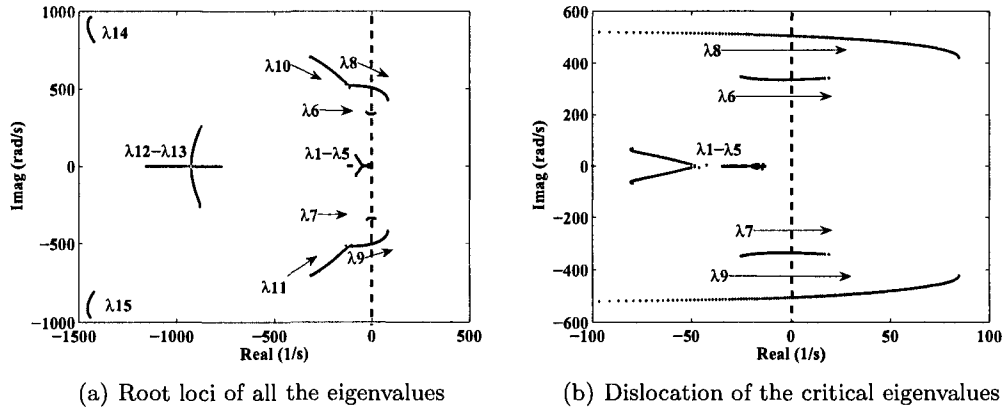 1000
500
0
−500
−1000
Imag (rad/s)
−1500
−1000
−500
0
500
Real (1/s)
λ14
λ10
λ8
λ6
λ12−λ13
λ1−λ5
λ7
λ9
λ11
λ15
(a) Root loci of all the eigenvalues
600
400
200
0
−200
−400
−600
Imag (rad/s)
−100
−50
0
50
100
Real (1/s)
λ8
λ6
λ1−λ5
λ7
λ9
(b) Dislocation of the critical eigenvalues